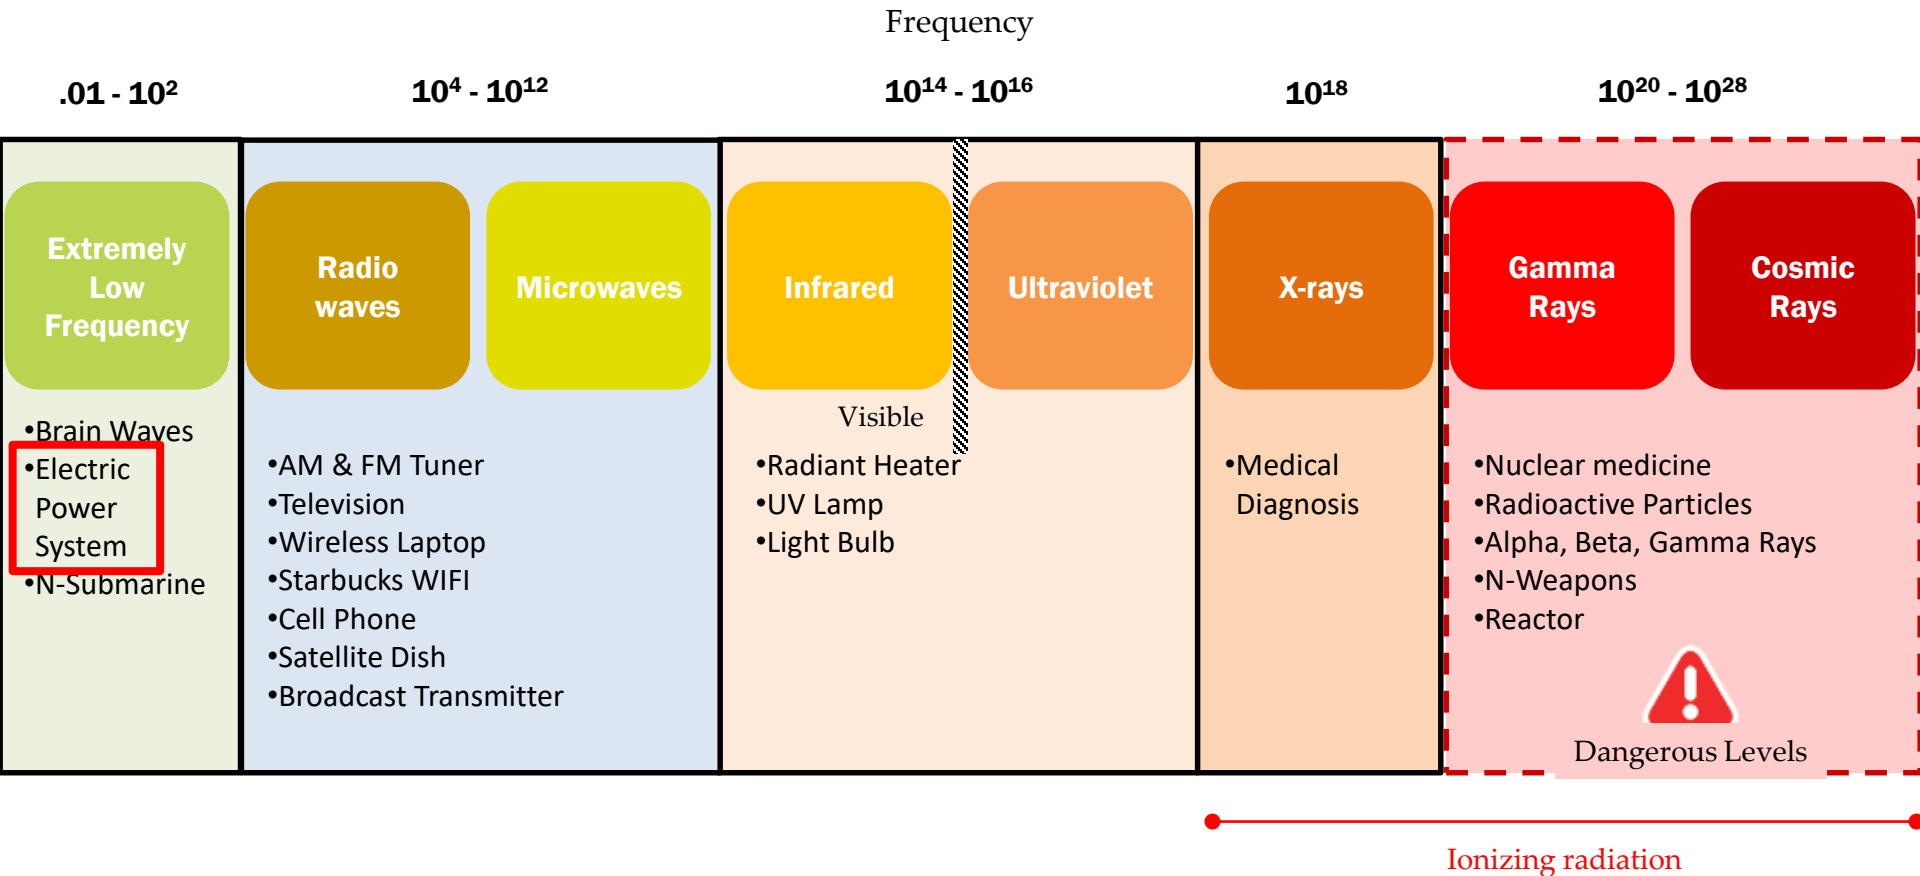 Frequency
.01 - 10²
10⁴ - 10¹²
10¹⁴ - 10¹⁶
10¹⁸
10²⁰ - 10²⁸
Extremely
Low
Frequency
Radio
waves
Microwaves
Infrared
Ultraviolet
X-rays
Gamma
Rays
Cosmic
Rays
•Brain Waves
•Electric
Power
System
•N-Submarine
•AM & FM Tuner
•Television
•Wireless Laptop
•Starbucks WIFI
•Cell Phone
•Satellite Dish
•Broadcast Transmitter
Visible
•Radiant Heater
•UV Lamp
•Light Bulb
•Medical
Diagnosis
•Nuclear medicine
•Radioactive Particles
•Alpha, Beta, Gamma Rays
•N-Weapons
•Reactor
!
Dangerous Levels
Ionizing radiation